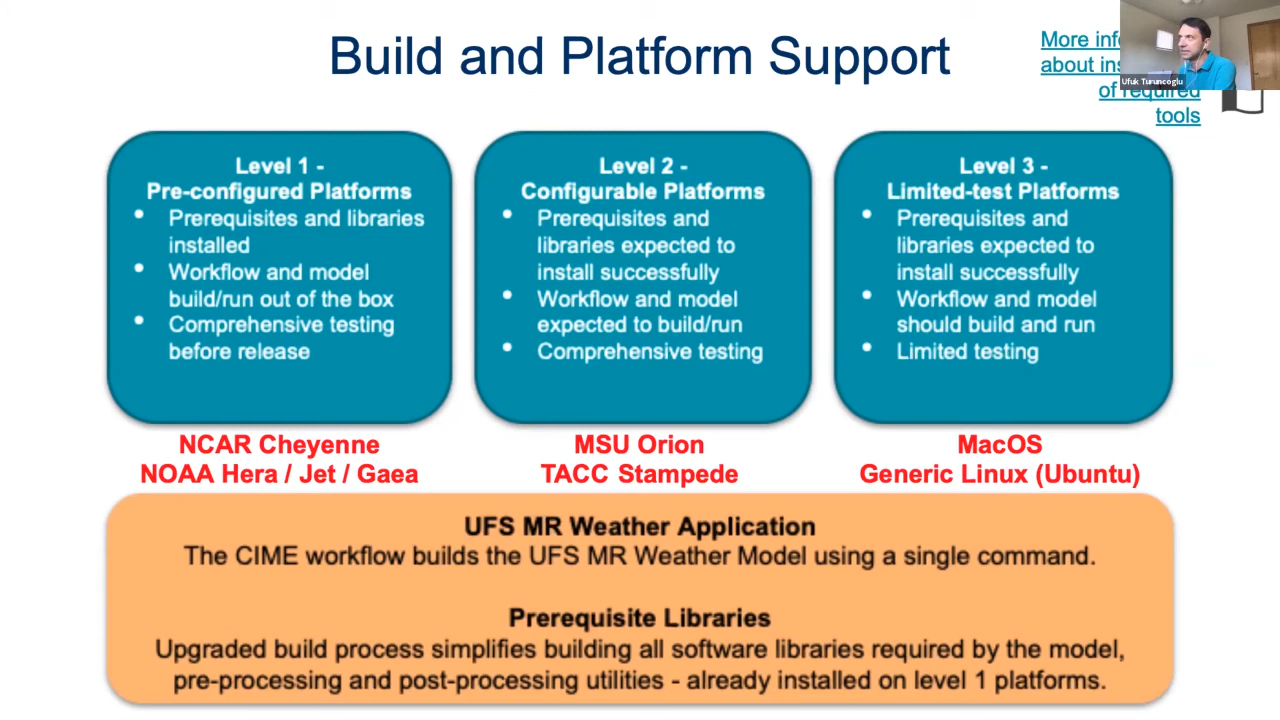 Build and Platform Support
More
about
of required
tools
Ufuk Turuncoglu
Level 1 -
Pre-configured Platforms
• Prerequisites and libraries
installed
• Workflow and model
build/run out of the box
• Comprehensive testing
before release
Level 2 -
Configurable Platforms
• Prerequisites and
libraries expected to
install successfully
• Workflow and model
expected to build/run
• Comprehensive testing
Level 3 -
Limited-test Platforms
• Prerequisites and
libraries expected to
install successfully
• Workflow and model
should build and run
• Limited testing
NCAR Cheyenne
NOAA Hera / Jet / Gaea
MSU Orion
TACC Stampede
MacOS
Generic Linux (Ubuntu)
UFS MR Weather Application
The CIME workflow builds the UFS MR Weather Model using a single command.
Prerequisite Libraries
Upgraded build process simplifies building all software libraries required by the model,
pre-processing and post-processing utilities - already installed on level 1 platforms.